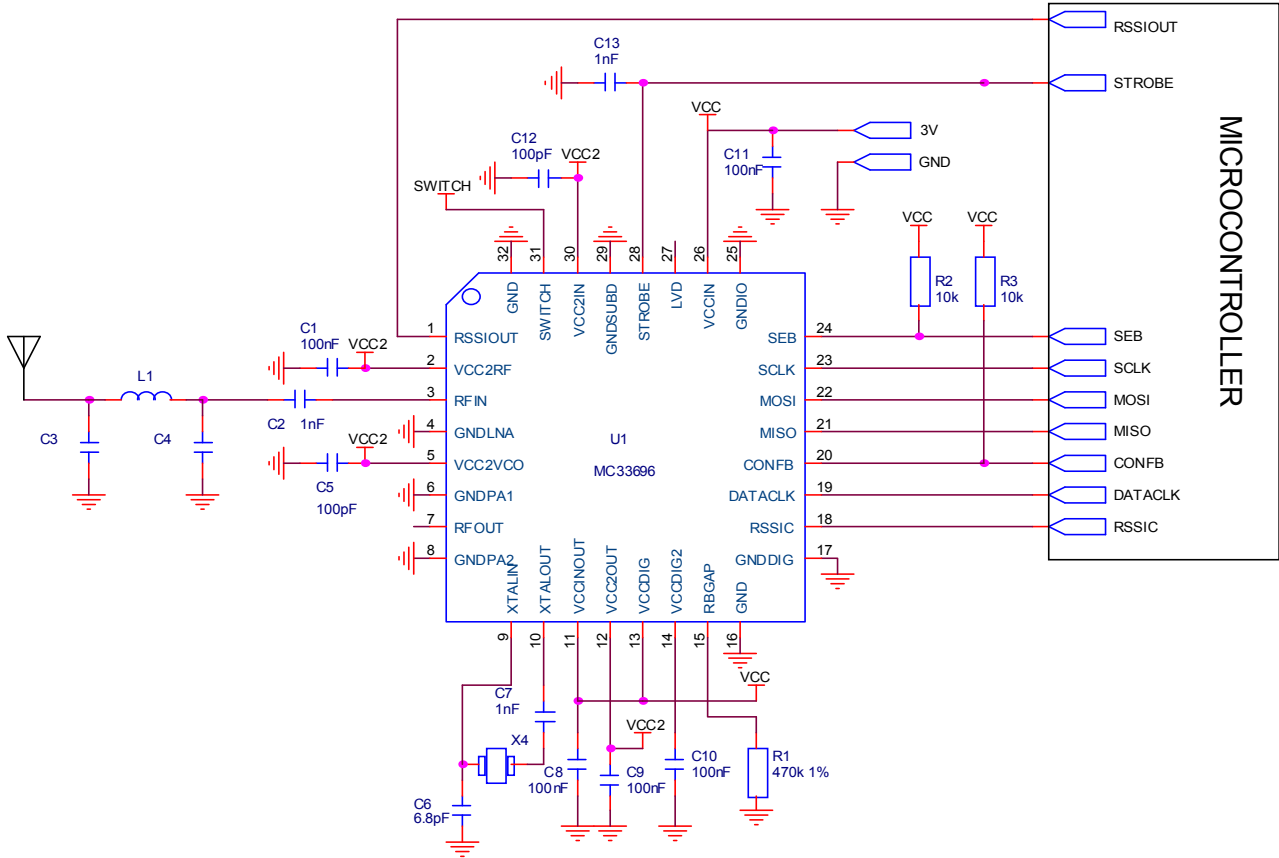 RSSIOUT
C13
1nF
STROBE
VCC
3V
C12
100pF
VCC2
C11
100nF
GND
SWITCH
VCC
VCC
MICROCONTROLLER
32
31
30
29
28
27
26
25
GND
SWITCH
VCC2IN
GNDSUBD
STROBE
LVD
VCCIN
GNDIO
R2
10k
R3
10k
C1
100nF
VCC2
1
RSSIOUT
SEB
24
SEB
2
VCC2RF
SCLK
23
SCLK
L1
3
RFIN
MOSI
22
MOSI
C2
1nF
C3
C4
4
GNDLNA
U1
MISO
21
MISO
VCC2
5
VCC2VCO
MC33696
CONFB
20
CONFB
C5
100pF
6
GNDPA1
DATACLK
19
DATACLK
7
RFOUT
RSSIC
18
RSSIC
8
GNDPA2
GNDDIG
17
XTALIN
XTALOUT
VCCINOUT
VCC2OUT
VCCDIG
VCCDIG2
RBGAP
GND
9
10
11
12
13
14
15
16
C7
1nF
VCC
VCC2
X4
C8
100nF
C9
100nF
C10
100nF
R1
470k 1%
C6
6.8pF